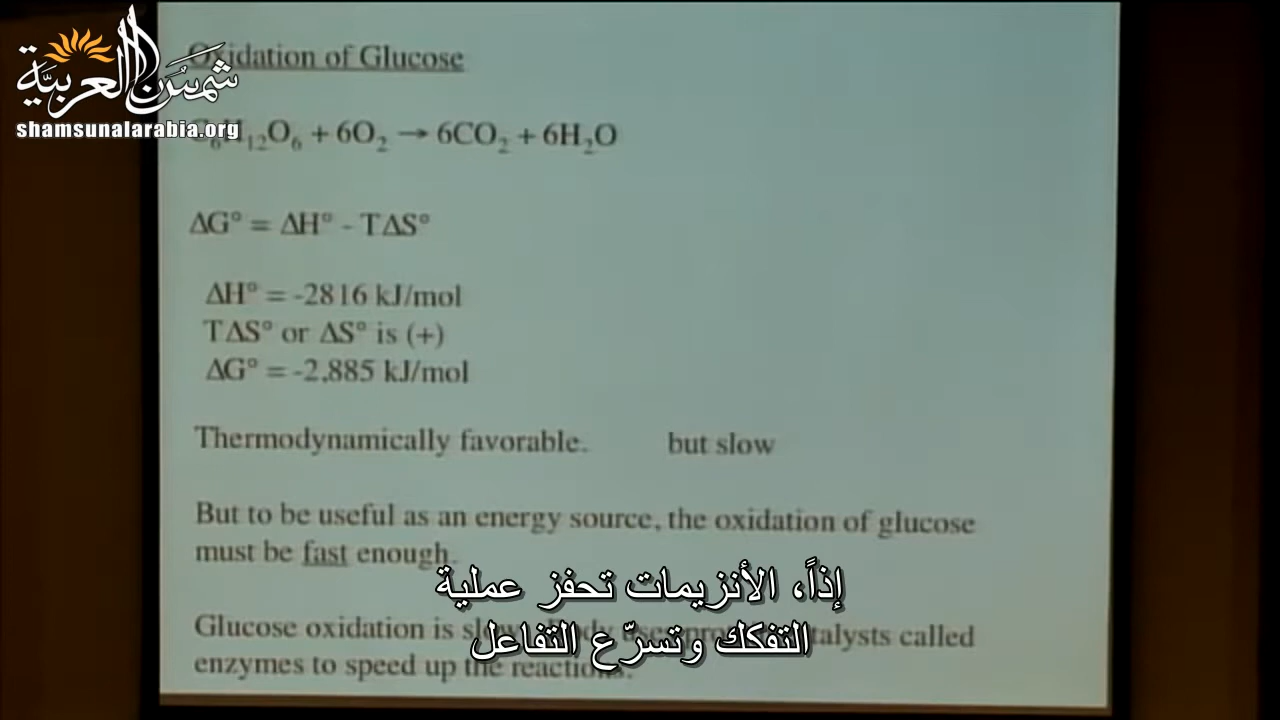 شمس العربية
shamsunalarabia.org
Oxidation of Glucose
C₆H₁₂O₆ + 6O₂ → 6CO₂ + 6H₂O
ΔG° = ΔH° - TΔS°
ΔH° = -2816 kJ/mol
TΔS° or ΔS° is (+)
ΔG° = -2,885 kJ/mol
Thermodynamically favorable. but slow
But to be useful as an energy source, the oxidation of glucose
must be fast enough.
Glucose oxidation is catalysts called
enzymes to speed up the reactions.
إذاً، الأنزيمات تحفز عملية
التفكك وتسرّع التفاعل